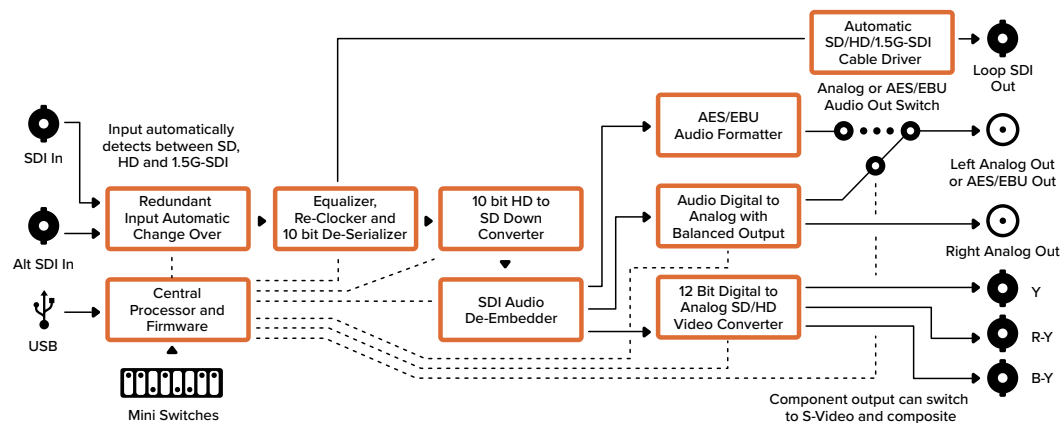 Automatic
SD/HD/1.5G-SDI
Cable Driver
Loop SDI
Out
SDI In
Input automatically
detects between SD,
HD and 1.5G-SDI
Analog or AES/EBU
Audio Out Switch
AES/EBU
Audio Formatter
Left Analog Out
or AES/EBU Out
Alt SDI In
Redundant
Input Automatic
Change Over
Equalizer,
Re-Clocker and
10 bit De-Serializer
10 bit HD to
SD Down
Converter
Audio Digital to
Analog with
Balanced Output
Right Analog Out
USB
Central
Processor and
Firmware
SDI Audio
De-Embedder
12 Bit Digital to
Analog SD/HD
Video Converter
Y
R-Y
B-Y
Mini Switches
Component output can switch
to S-Video and composite